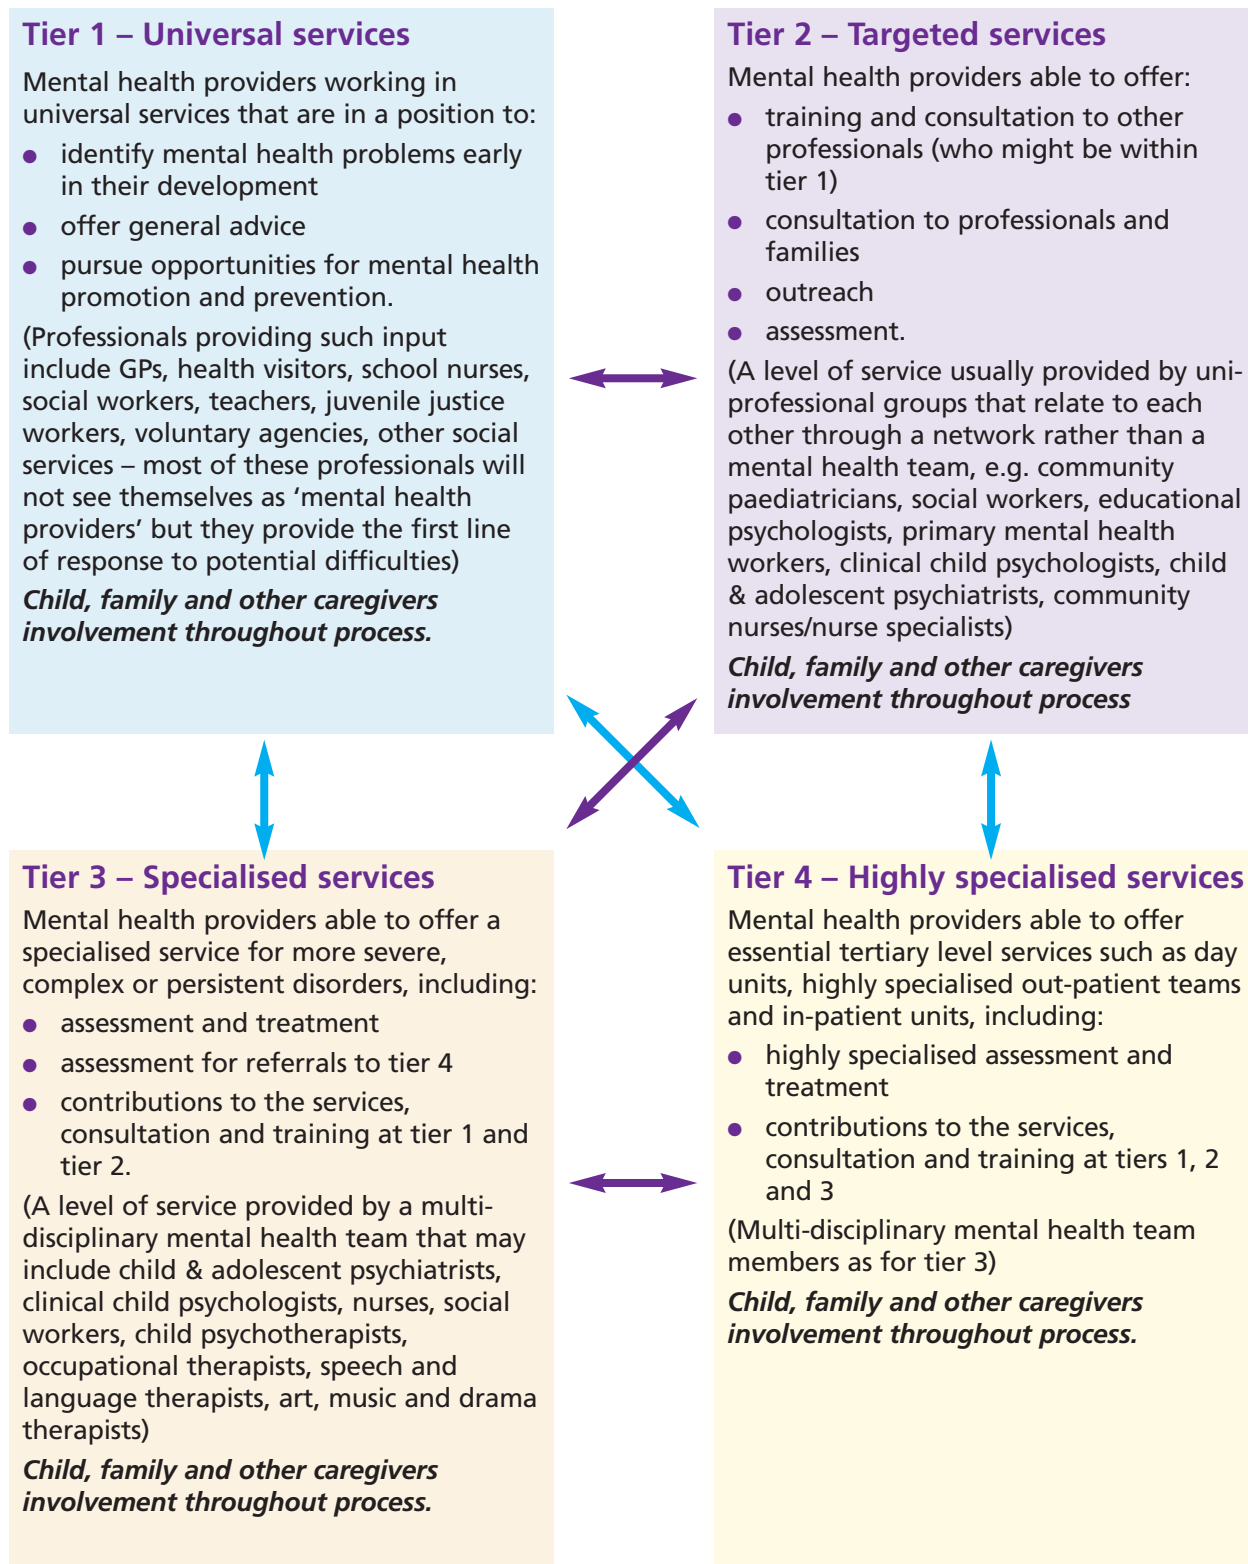 Tier 1 – Universal services
Mental health providers working in
universal services that are in a position to:
● identify mental health problems early
in their development
● offer general advice
● pursue opportunities for mental health
promotion and prevention.
(Professionals providing such input
include GPs, health visitors, school nurses,
social workers, teachers, juvenile justice
workers, voluntary agencies, other social
services – most of these professionals will
not see themselves as ‘mental health
providers’ but they provide the first line
of response to potential difficulties)
Child, family and other caregivers
involvement throughout process.
Tier 2 – Targeted services
Mental health providers able to offer:
● training and consultation to other
professionals (who might be within
tier 1)
● consultation to professionals and
families
● outreach
● assessment.
(A level of service usually provided by uni-
professional groups that relate to each
other through a network rather than a
mental health team, e.g. community
paediatricians, social workers, educational
psychologists, primary mental health
workers, clinical child psychologists, child
& adolescent psychiatrists, community
nurses/nurse specialists)
Child, family and other caregivers
involvement throughout process
Tier 3 – Specialised services
Mental health providers able to offer a
specialised service for more severe,
complex or persistent disorders, including:
● assessment and treatment
● assessment for referrals to tier 4
● contributions to the services,
consultation and training at tier 1 and
tier 2.
(A level of service provided by a multi-
disciplinary mental health team that may
include child & adolescent psychiatrists,
clinical child psychologists, nurses, social
workers, child psychotherapists,
occupational therapists, speech and
language therapists, art, music and drama
therapists)
Child, family and other caregivers
involvement throughout process.
Tier 4 – Highly specialised services
Mental health providers able to offer
essential tertiary level services such as day
units, highly specialised out-patient teams
and in-patient units, including:
● highly specialised assessment and
treatment
● contributions to the services,
consultation and training at tiers 1, 2
and 3
(Multi-disciplinary mental health team
members as for tier 3)
Child, family and other caregivers
involvement throughout process.